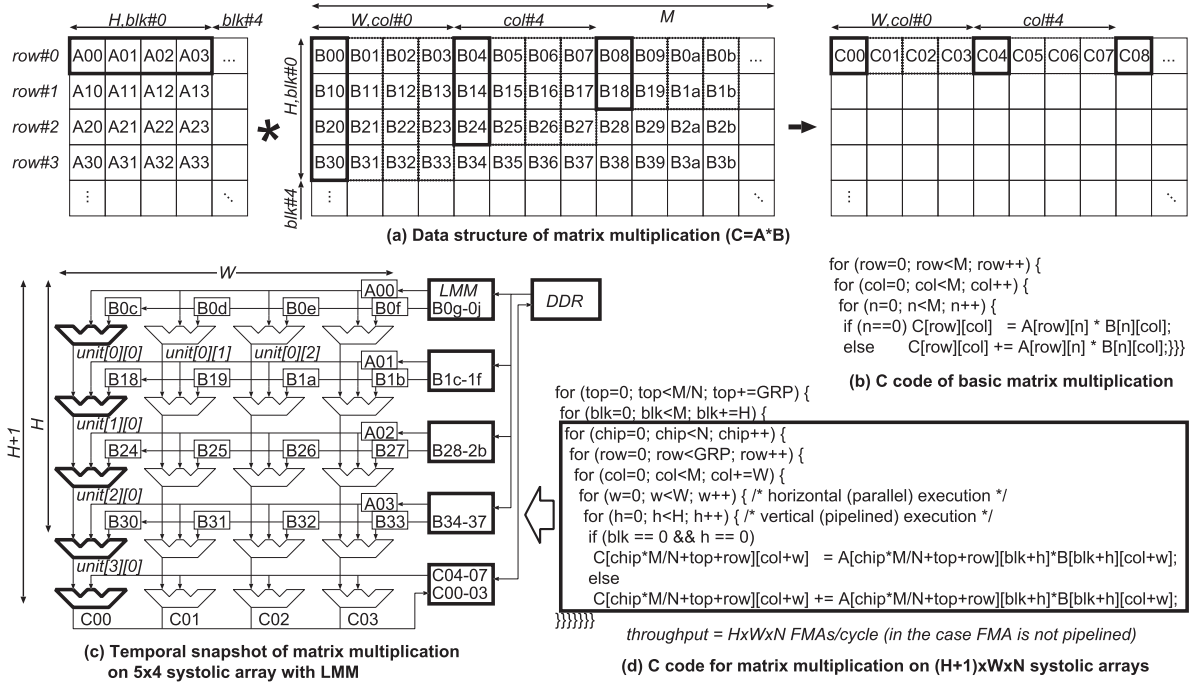 H,blk#0 blk#4 W,col#0 col#4 M W,col#0 col#4
row#0 A00 A01 A02 A03 ... B00 B01 B02 B03 B04 B05 B06 B07 B08 B09 B0a B0b ... C00 C01 C02 C03 C04 C05 C06 C07 C08 ...
row#1 A10 A11 A12 A13 B10 B11 B12 B13 B14 B15 B16 B17 B18 B19 B1a B1b
row#2 A20 A21 A22 A23 * B20 B21 B22 B23 B24 B25 B26 B27 B28 B29 B2a B2b
row#3 A30 A31 A32 A33 B30 B31 B32 B33 B34 B35 B36 B37 B38 B39 B3a B3b
H,blk#0
blk#4
(a) Data structure of matrix multiplication (C=A*B)
for (row=0; row<M; row++) {
for (col=0; col<M; col++) {
for (n=0; n<M; n++) {
if (n==0) C[row][col] = A[row][n] * B[n][col];
else C[row][col] += A[row][n] * B[n][col];}}}
(b) C code of basic matrix multiplication
W
H+1
H
A00 LMM DDR
B0c B0d B0e B0f B0g-0j
unit[0][0] unit[0][1] unit[0][2] A01
B18 B19 B1a B1b B1c-1f
unit[1][0] A02
B24 B25 B26 B27 B28-2b
unit[2][0] A03
B30 B31 B32 B33 B34-37
unit[3][0] C04-07
C00-03
C00 C01 C02 C03
(c) Temporal snapshot of matrix multiplication
on 5x4 systolic array with LMM
for (top=0; top<M/N; top+=GRP) {
for (blk=0; blk<M; blk+=H) {
for (chip=0; chip<N; chip++) {
for (row=0; row<GRP; row++) {
for (col=0; col<M; col+=W) {
for (w=0; w<W; w++) { /* horizontal (parallel) execution */
for (h=0; h<H; h++) { /* vertical (pipelined) execution */
if (blk == 0 && h == 0)
C[chip*M/N+top+row][col+w] = A[chip*M/N+top+row][blk+h]*B[blk+h][col+w];
else
C[chip*M/N+top+row][col+w] += A[chip*M/N+top+row][blk+h]*B[blk+h][col+w];
}}}}}}}
throughput = HxWxN FMAs/cycle (in the case FMA is not pipelined)
(d) C code for matrix multiplication on (H+1)xWxN systolic arrays